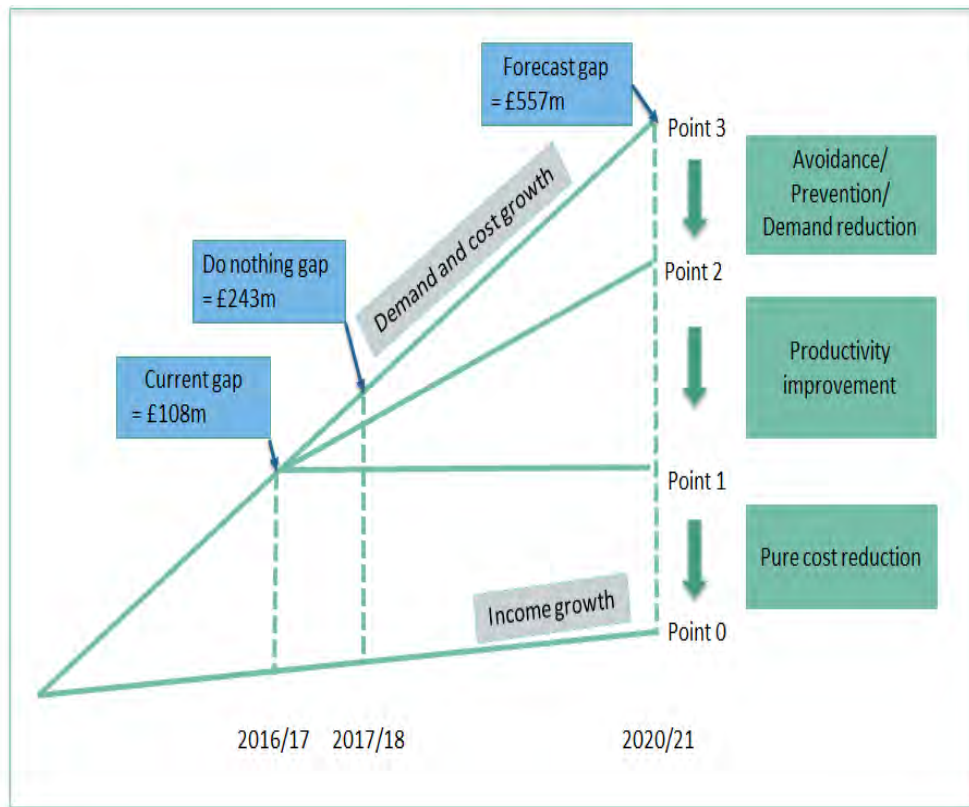 Forecast gap
= £557m
Point 3
Avoidance/
Prevention/
Demand reduction
Demand and cost growth
Do nothing gap
= £243m
Point 2
Productivity
improvement
Current gap
= £108m
Point 1
Pure cost reduction
Income growth
Point 0
2016/17
2017/18
2020/21